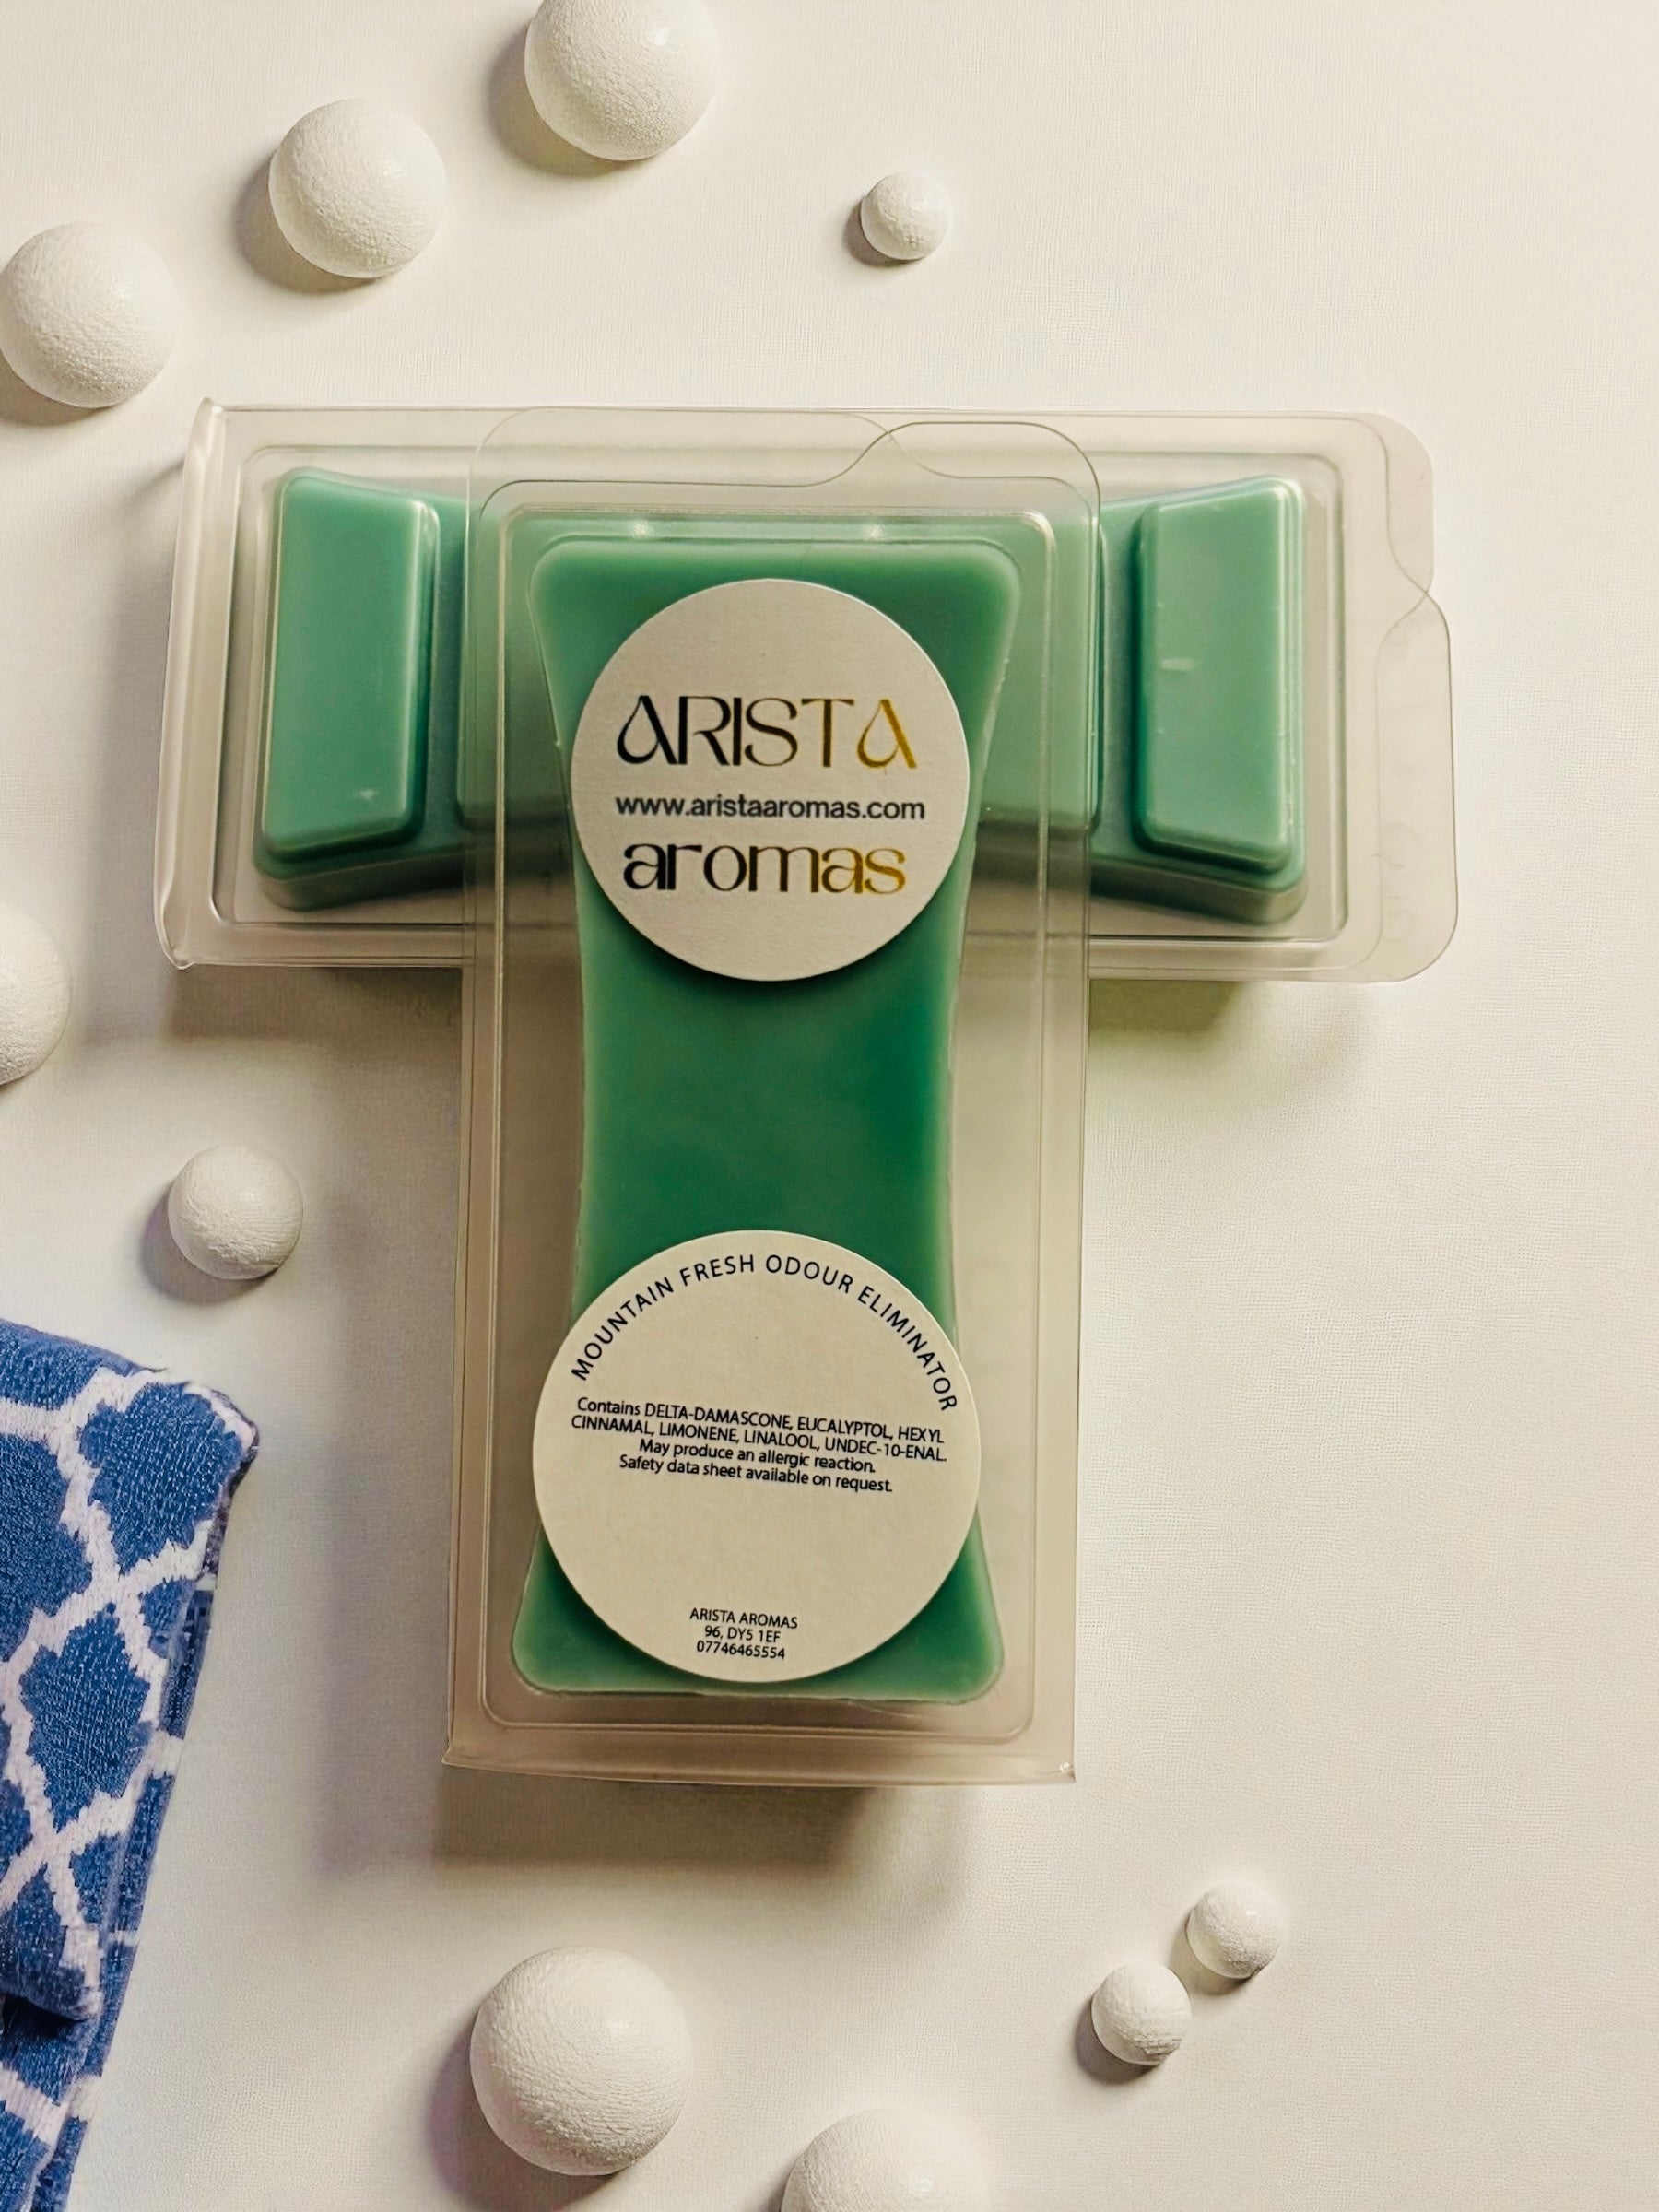 ARISTA
www.aristaaromas.com
aromas
MOUNTAIN FRESH ODOUR ELIMINATOR
Contains DELTA-DAMASCONE, EUCALYPTOL, HEXYL
CINNAMAL, LIMONENE, LINALOOL, UNDEC-10-ENAL.
May produce an allergic reaction.
Safety data sheet available on request.
ARISTA AROMAS
96, DY5 1EF
07746465554